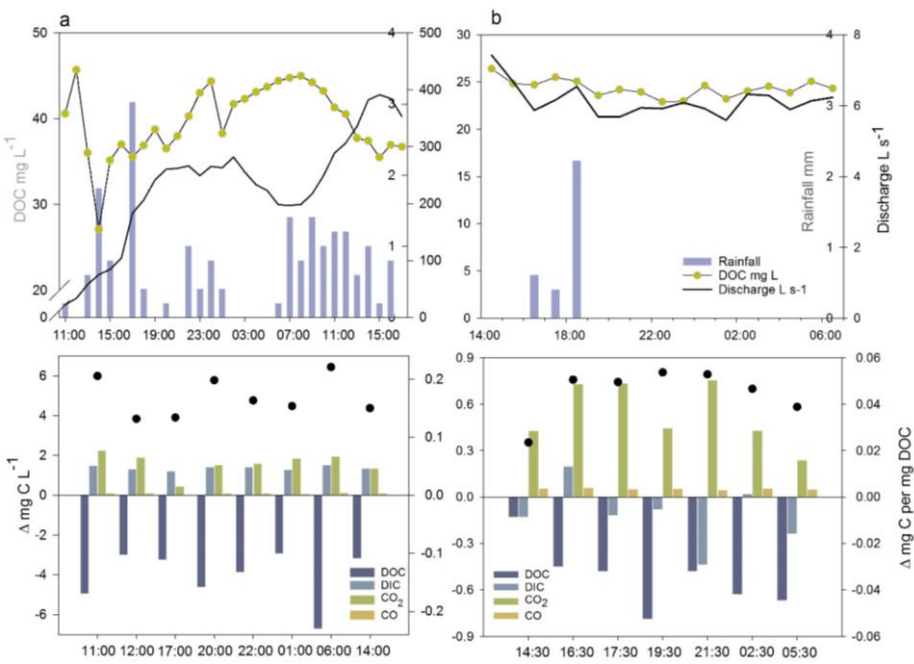 a
b
50
40
30
20
0
DOC mg L-1
4
3
2
1
0
500
400
300
200
100
0
11:00 15:00 19:00 23:00 03:00 07:00 11:00 15:00
30
25
20
15
10
5
0
Rainfall mm
4
3
2
1
0
8
6
4
2
0
Discharge L s-1
Rainfall
DOC mg L
Discharge L s-1
14:00 18:00 22:00 02:00 06:00
6
4
2
0
-2
-4
-6
Δ mg C L-1
0.2
0.1
0.0
-0.1
-0.2
DOC
DIC
CO2
CO
11:00 12:00 17:00 20:00 22:00 01:00 06:00 14:00
0.9
0.6
0.3
0.0
-0.3
-0.6
-0.9
0.06
0.04
0.02
0.00
-0.02
-0.04
-0.06
Δ mg C per mg DOC
DOC
DIC
CO2
CO
14:30 16:30 17:30 19:30 21:30 02:30 05:30